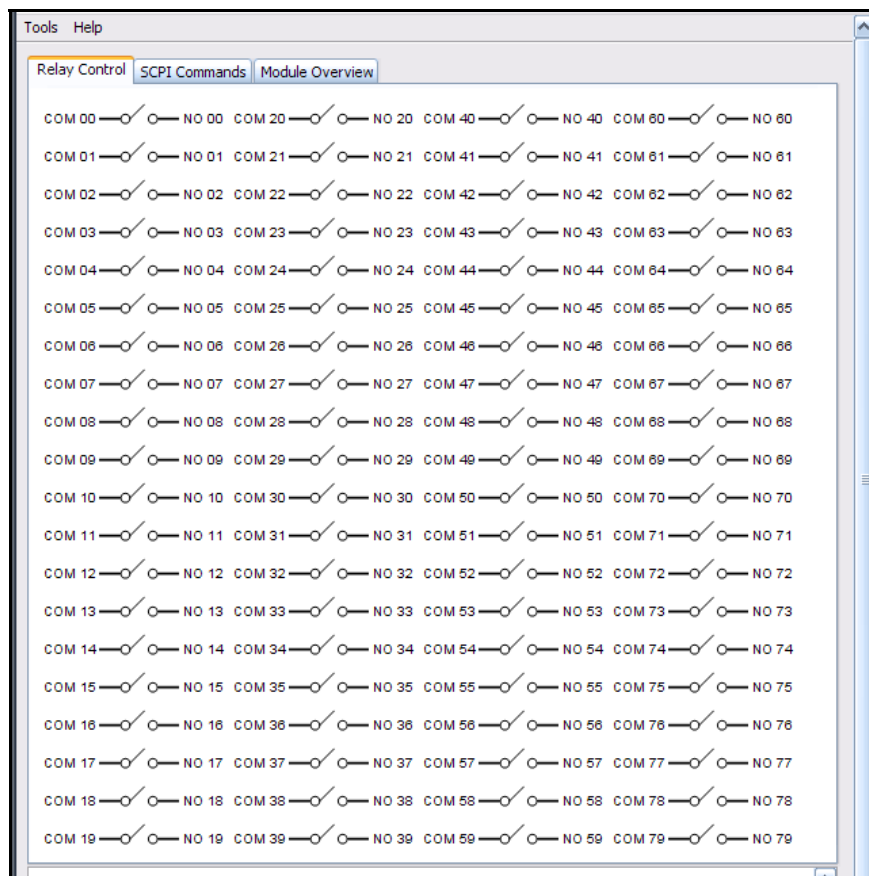 Tools Help
Relay Control SCPI Commands Module Overview
COM 00 NO 00 COM 20 NO 20 COM 40 NO 40 COM 60 NO 60
COM 01 NO 01 COM 21 NO 21 COM 41 NO 41 COM 61 NO 61
COM 02 NO 02 COM 22 NO 22 COM 42 NO 42 COM 62 NO 62
COM 03 NO 03 COM 23 NO 23 COM 43 NO 43 COM 63 NO 63
COM 04 NO 04 COM 24 NO 24 COM 44 NO 44 COM 64 NO 64
COM 05 NO 05 COM 25 NO 25 COM 45 NO 45 COM 65 NO 65
COM 06 NO 06 COM 26 NO 26 COM 46 NO 46 COM 66 NO 66
COM 07 NO 07 COM 27 NO 27 COM 47 NO 47 COM 67 NO 67
COM 08 NO 08 COM 28 NO 28 COM 48 NO 48 COM 68 NO 68
COM 09 NO 09 COM 29 NO 29 COM 49 NO 49 COM 69 NO 69
COM 10 NO 10 COM 30 NO 30 COM 50 NO 50 COM 70 NO 70
COM 11 NO 11 COM 31 NO 31 COM 51 NO 51 COM 71 NO 71
COM 12 NO 12 COM 32 NO 32 COM 52 NO 52 COM 72 NO 72
COM 13 NO 13 COM 33 NO 33 COM 53 NO 53 COM 73 NO 73
COM 14 NO 14 COM 34 NO 34 COM 54 NO 54 COM 74 NO 74
COM 15 NO 15 COM 35 NO 35 COM 55 NO 55 COM 75 NO 75
COM 16 NO 16 COM 36 NO 36 COM 56 NO 56 COM 76 NO 76
COM 17 NO 17 COM 37 NO 37 COM 57 NO 57 COM 77 NO 77
COM 18 NO 18 COM 38 NO 38 COM 58 NO 58 COM 78 NO 78
COM 19 NO 19 COM 39 NO 39 COM 59 NO 59 COM 79 NO 79